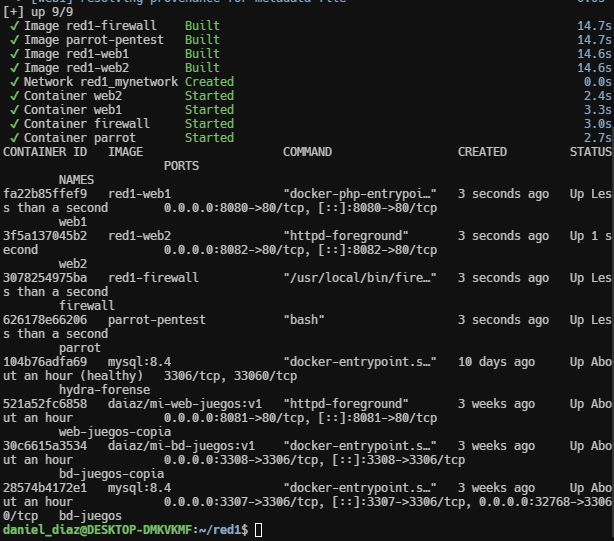 [+] up 9/9
✓ Image red1-firewall Built 14.7s
✓ Image parrot-pentest Built 14.7s
✓ Image red1-web1 Built 14.6s
✓ Image red1-web2 Built 14.6s
✓ Network red1_mynetwork Created 0.0s
✓ Container web2 Started 2.4s
✓ Container web1 Started 3.3s
✓ Container firewall Started 3.0s
✓ Container parrot Started 2.7s
CONTAINER ID IMAGE COMMAND CREATED STATUS
PORTS
NAMES
fa22b85ffef9 red1-web1 "docker-php-entrypoi…" 3 seconds ago Up Les
s than a second 0.0.0.0:8080->80/tcp, [::]:8080->80/tcp
web1
3f5a137045b2 red1-web2 "httpd-foreground" 3 seconds ago Up 1 s
econd 0.0.0.0:8082->80/tcp, [::]:8082->80/tcp
web2
3078254975ba red1-firewall "/usr/local/bin/fire…" 3 seconds ago Up Les
s than a second
firewall
626178e66206 parrot-pentest "bash" 3 seconds ago Up Les
s than a second
parrot
104b76adfa69 mysql:8.4 "docker-entrypoint.s…" 10 days ago Up Abo
ut an hour (healthy) 3306/tcp, 33060/tcp
hydra-forense
521a52fc6858 daiaz/mi-web-juegos:v1 "httpd-foreground" 3 weeks ago Up Abo
ut an hour 0.0.0.0:8081->80/tcp, [::]:8081->80/tcp
web-juegos-copia
30c6615a3534 daiaz/mi-bd-juegos:v1 "docker-entrypoint.s…" 3 weeks ago Up Abo
ut an hour 0.0.0.0:3308->3306/tcp, [::]:3308->3306/tcp
bd-juegos-copia
28574b4172e1 mysql:8.4 "docker-entrypoint.s…" 3 weeks ago Up Abo
ut an hour 0.0.0.0:3307->3306/tcp, [::]:3307->3306/tcp, 0.0.0.0:32768->3306
0/tcp bd-juegos
daniel_diaz@DESKTOP-DMKVKMF:~/red1$